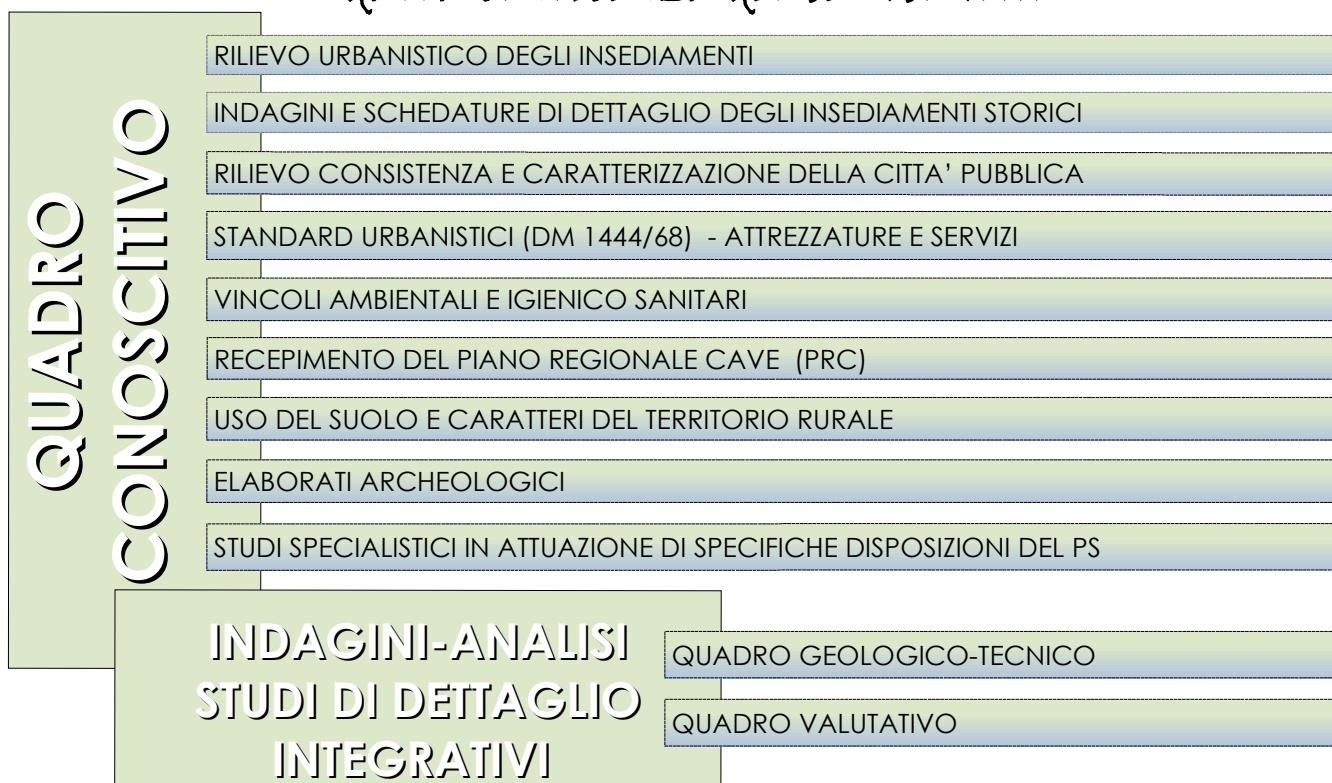 QUADRO
CONOSCITIVO
RILIEVO URBANISTICO DEGLI INSEDIAMENTI
INDAGINI E SCHEDATURE DI DETTAGLIO DEGLI INSEDIAMENTI STORICI
RILIEVO CONSISTENZA E CARATTERIZZAZIONE DELLA CITTA’ PUBBLICA
STANDARD URBANISTICI (DM 1444/68) - ATTREZZATURE E SERVIZI
VINCOLI AMBIENTALI E IGIENICO SANITARI
RECEPIMENTO DEL PIANO REGIONALE CAVE (PRC)
USO DEL SUOLO E CARATTERI DEL TERRITORIO RURALE
ELABORATI ARCHEOLOGICI
STUDI SPECIALISTICI IN ATTUAZIONE DI SPECIFICHE DISPOSIZIONI DEL PS
INDAGINI-ANALISI
STUDI DI DETTAGLIO
INTEGRATIVI
QUADRO GEOLOGICO-TECNICO
QUADRO VALUTATIVO